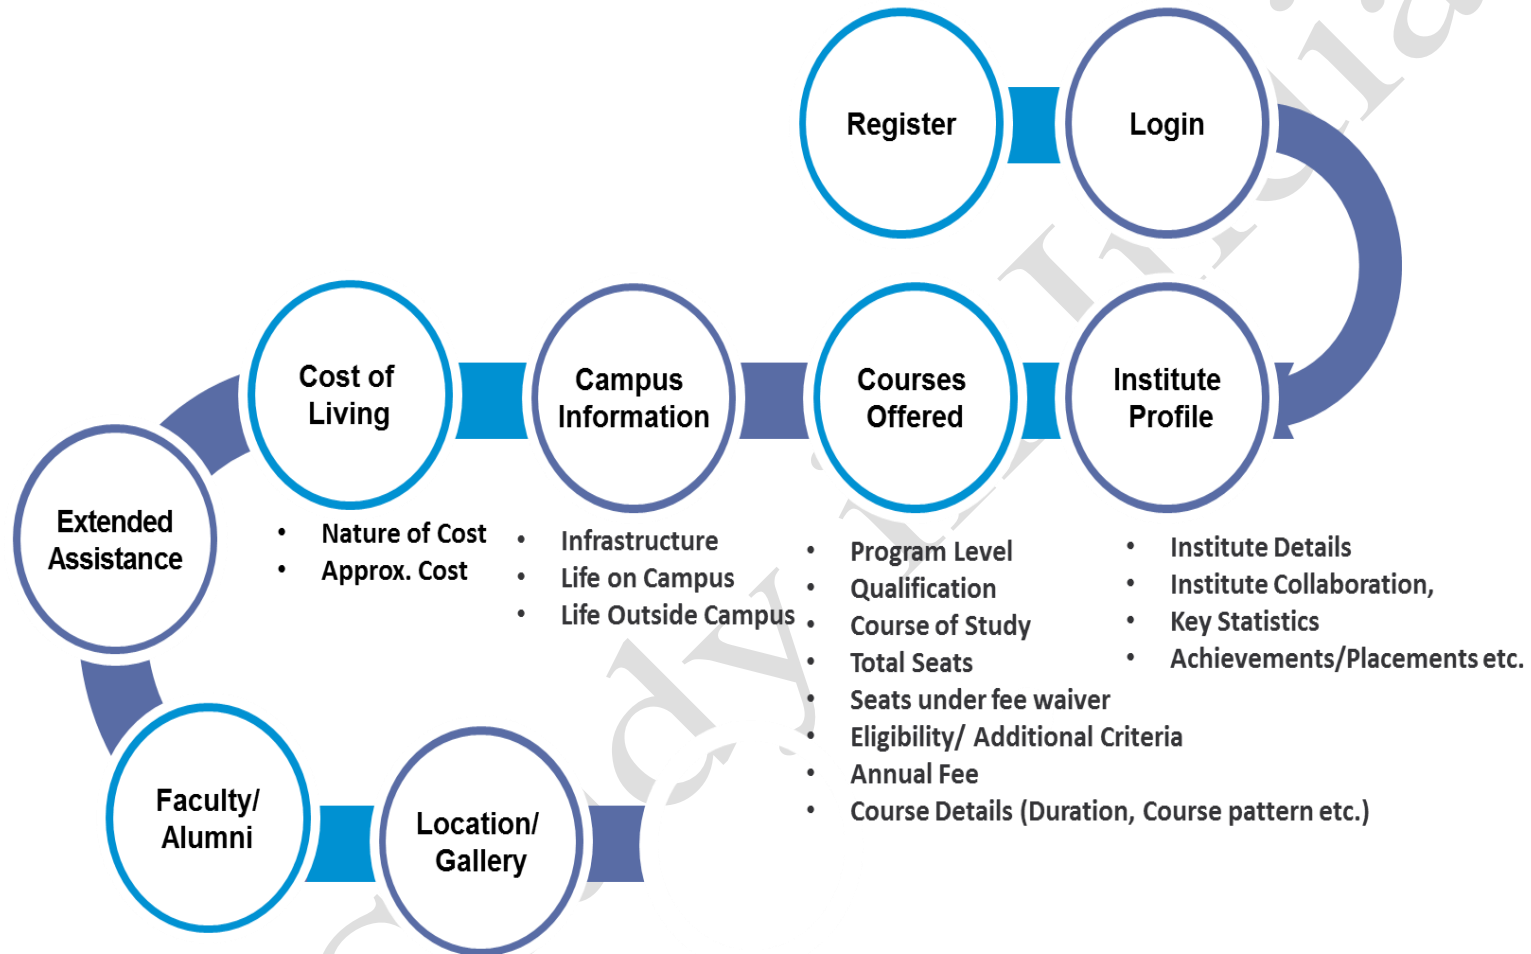 Register
Login
Institute
Profile
• Institute Details
• Institute Collaboration,
• Key Statistics
• Achievements/Placements etc.
Courses
Offered
• Program Level
• Qualification
• Course of Study
• Total Seats
• Seats under fee waiver
• Eligibility/ Additional Criteria
• Annual Fee
• Course Details (Duration, Course pattern etc.)
Campus
Information
• Infrastructure
• Life on Campus
• Life Outside Campus
Cost of
Living
• Nature of Cost
• Approx. Cost
Extended
Assistance
Faculty/
Alumni
Location/
Gallery
Study in India